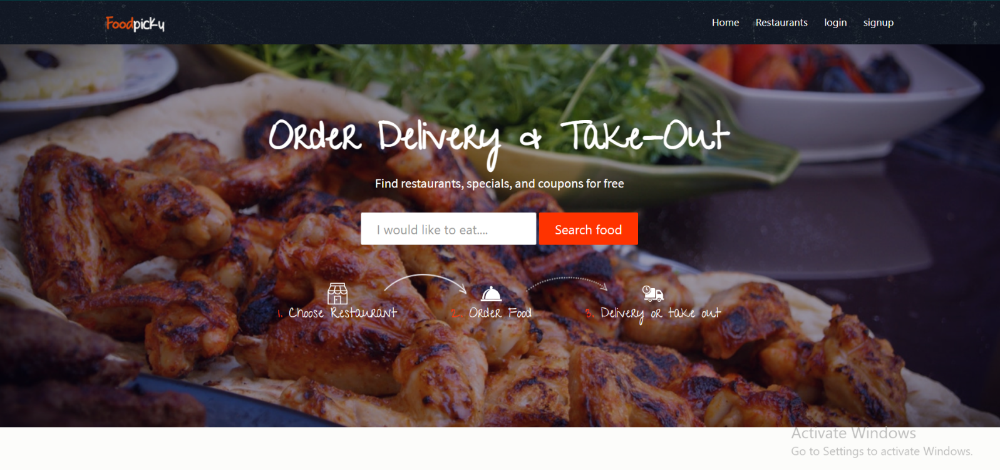 Foodpicky
Home Restaurants login signup
Order Delivery & Take-Out
Find restaurants, specials, and coupons for free
I would like to eat....
Search food
1. Choose Restaurant
2. Order Food
3. Delivery or take out
Activate Windows
Go to Settings to activate Windows.